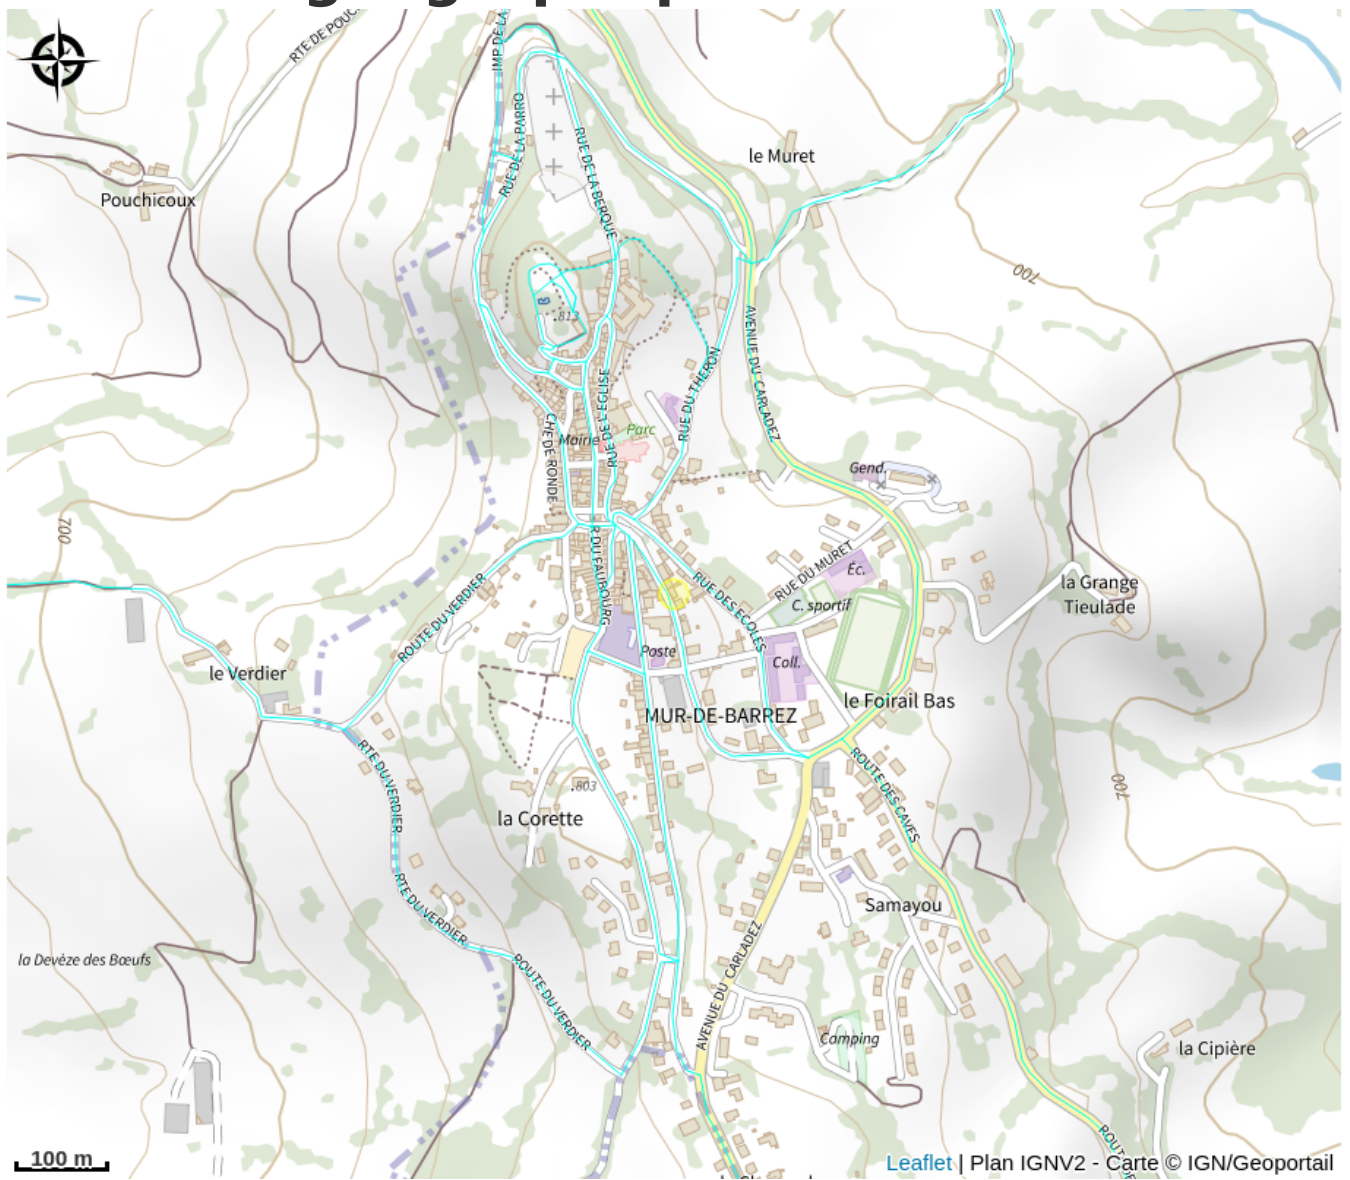 RTE DE POUC
IMP DE LA
RUE DE LA PARRO
RUE DE LA BERQUE
le Muret
Pouchicoux
700
813
AVENUE DU CARLADEZ
RUE DU THERON
RUE DE L'EGLISE
Parc
Mairie
CHE DE RONDE
Gend.
700
R DU FAUBOURG
RUE DU MURET
Éc.
RUE DES ECOLES
la Grange
Tieulade
C. sportif
ROUTE DU VERDIER
Poste
Coll.
le Verdier
le Foirail Bas
MUR-DE-BARREZ
RTE DU VERDIER
ROUTE DES CAVES
803
700
la Corette
RTE DU VERDIER
Samayou
la Devèze des Bœufs
ROUTE DU VERDIER
AVENUE DU CARLADEZ
Camping
la Cipière
100 m
Leaflet | Plan IGNV2 - Carte © IGN/Geoportail